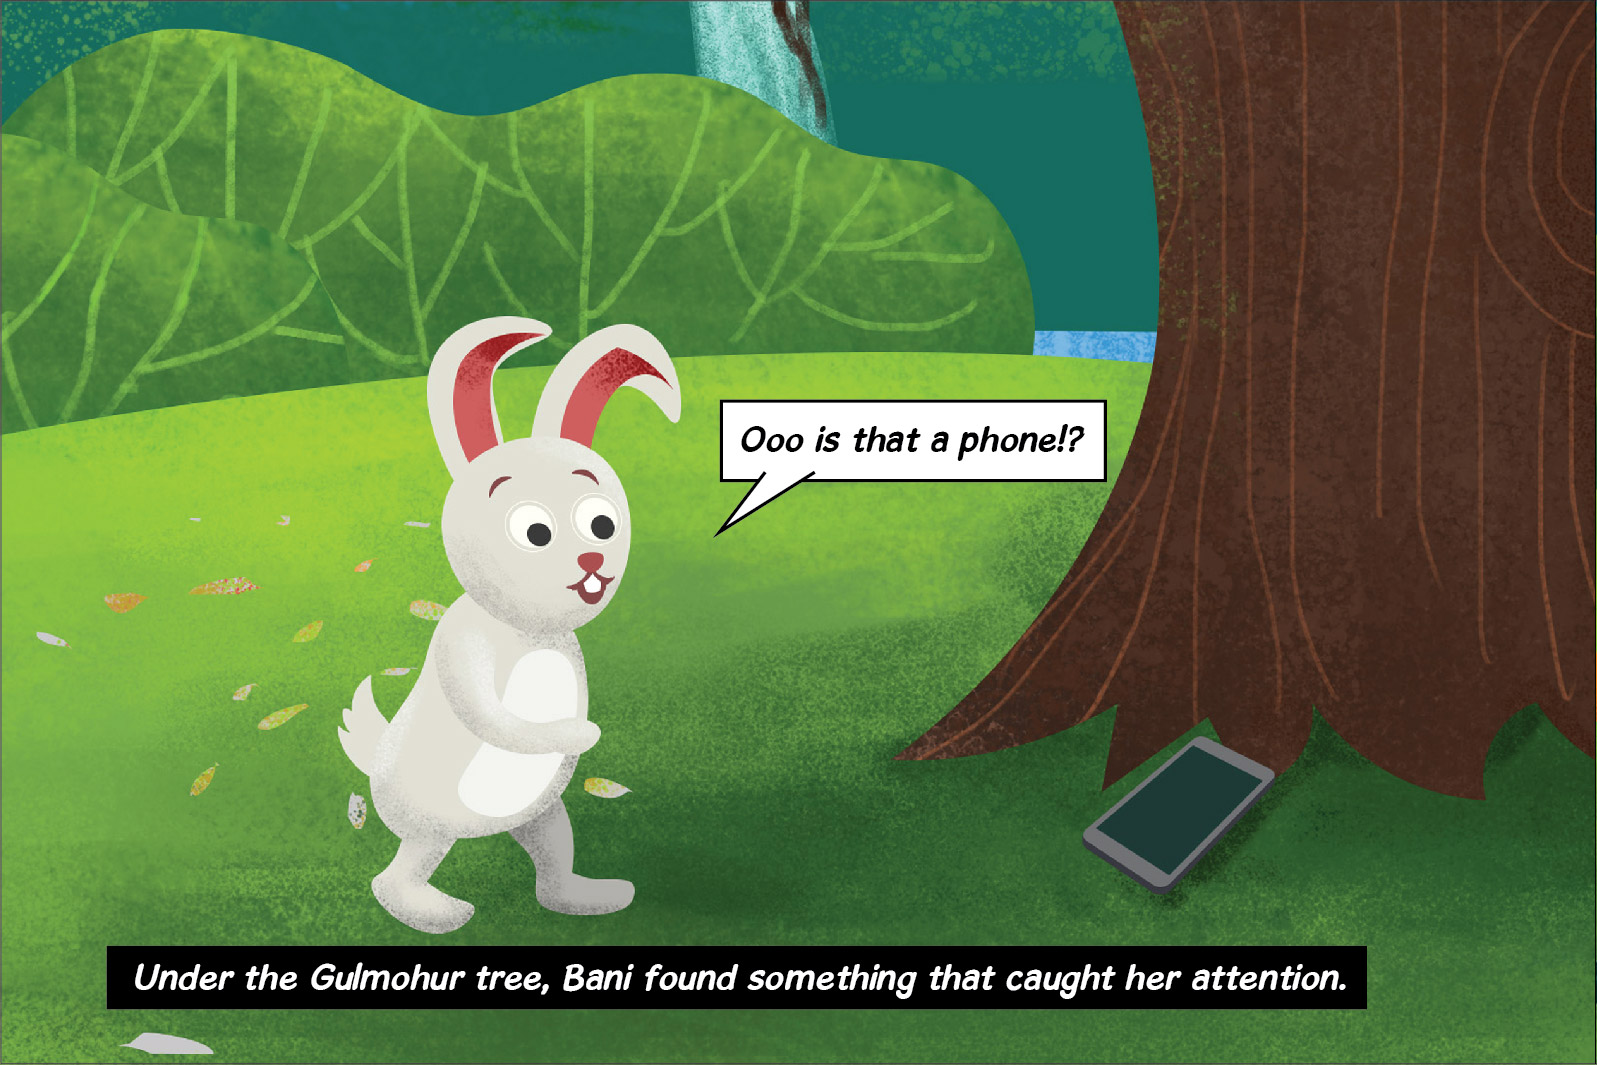 Ooo is that a phone!?
Under the Gulmohur tree, Bani found something that caught her attention.